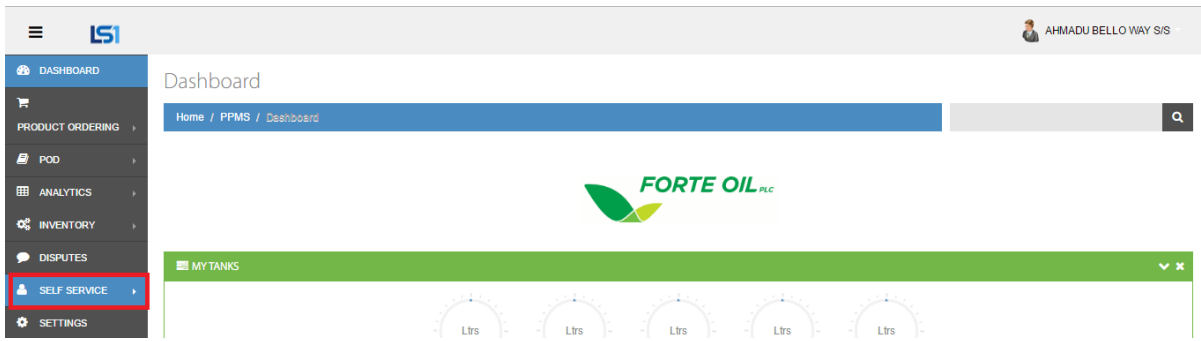 LS1
AHMADU BELLO WAY S/S
DASHBOARD
PRODUCT ORDERING
POD
ANALYTICS
INVENTORY
DISPUTES
SELF SERVICE
SETTINGS
Dashboard
Home / PPMS / Dashboard
FORTE OIL PLC
MY TANKS
Ltrs
Ltrs
Ltrs
Ltrs
Ltrs